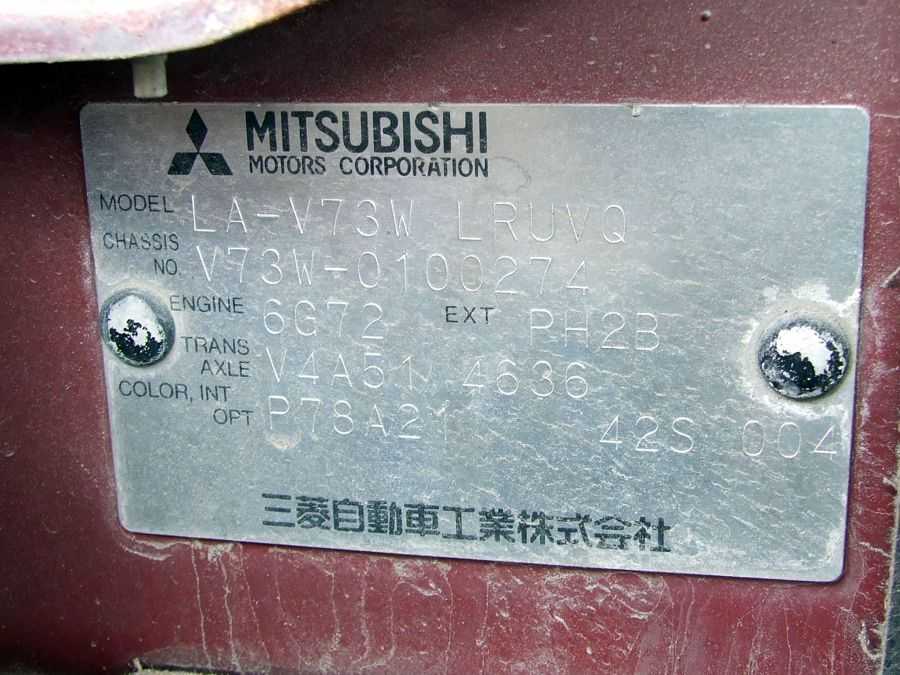 MITSUBISHI
MOTORS CORPORATION
MODEL LA-V73W LRUVQ
CHASSIS NO. V73W-0100274
ENGINE 6G72 EXT PH2B
TRANS AXLE V4A51 4636
COLOR, INT OPT P78A21 42S 004
三菱自動車工業株式会社